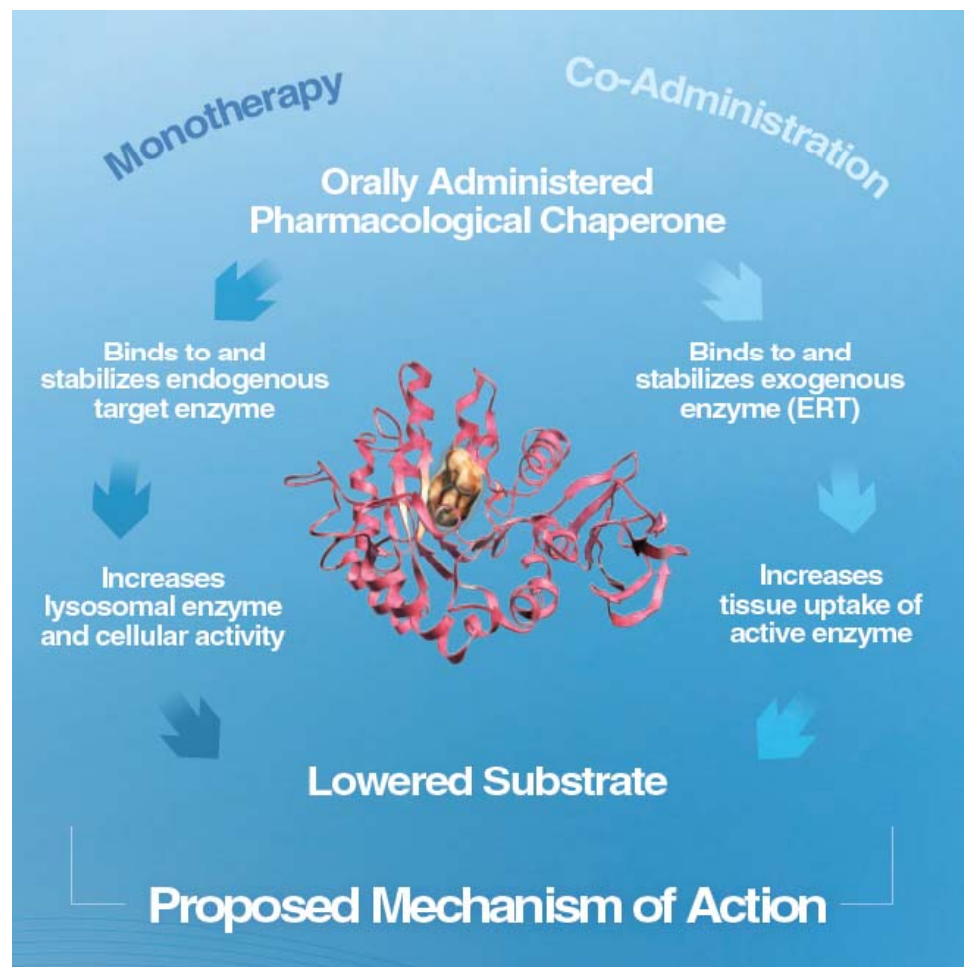 Monotherapy
Co-Administration
Orally Administered
Pharmacological Chaperone
Binds to and
stabilizes endogenous
target enzyme
Binds to and
stabilizes exogenous
enzyme (ERT)
Increases
lysosomal enzyme
and cellular activity
Increases
tissue uptake of
active enzyme
Lowered Substrate
Proposed Mechanism of Action